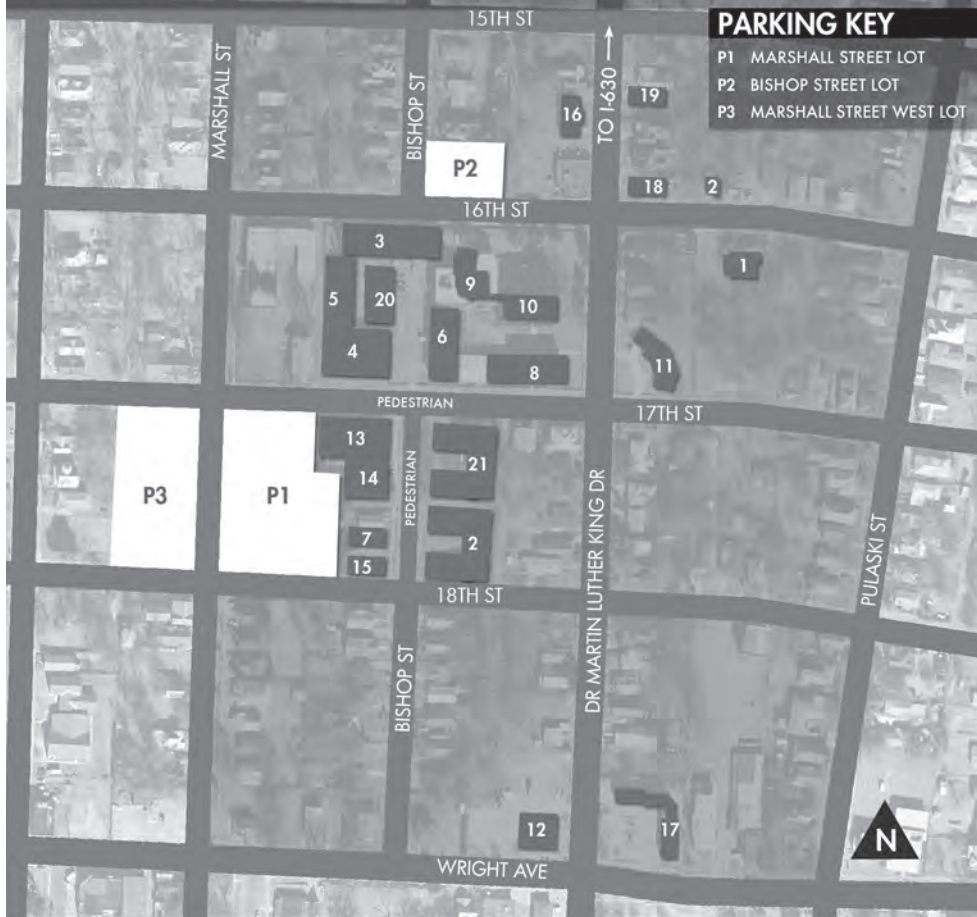 15TH ST
PARKING KEY
P1 MARSHALL STREET LOT
P2 BISHOP STREET LOT
P3 MARSHALL STREET WEST LOT
MARSHALL ST
BISHOP ST
TO I-630
16
19
P2
18
2
16TH ST
3
9
1
5
20
10
6
4
8
11
PEDESTRIAN
17TH ST
13
21
14
P3
P1
PEDESTRIAN
7
2
15
18TH ST
DR MARTIN LUTHER KING DR
PULASKI ST
BISHOP ST
12
17
N
WRIGHT AVE